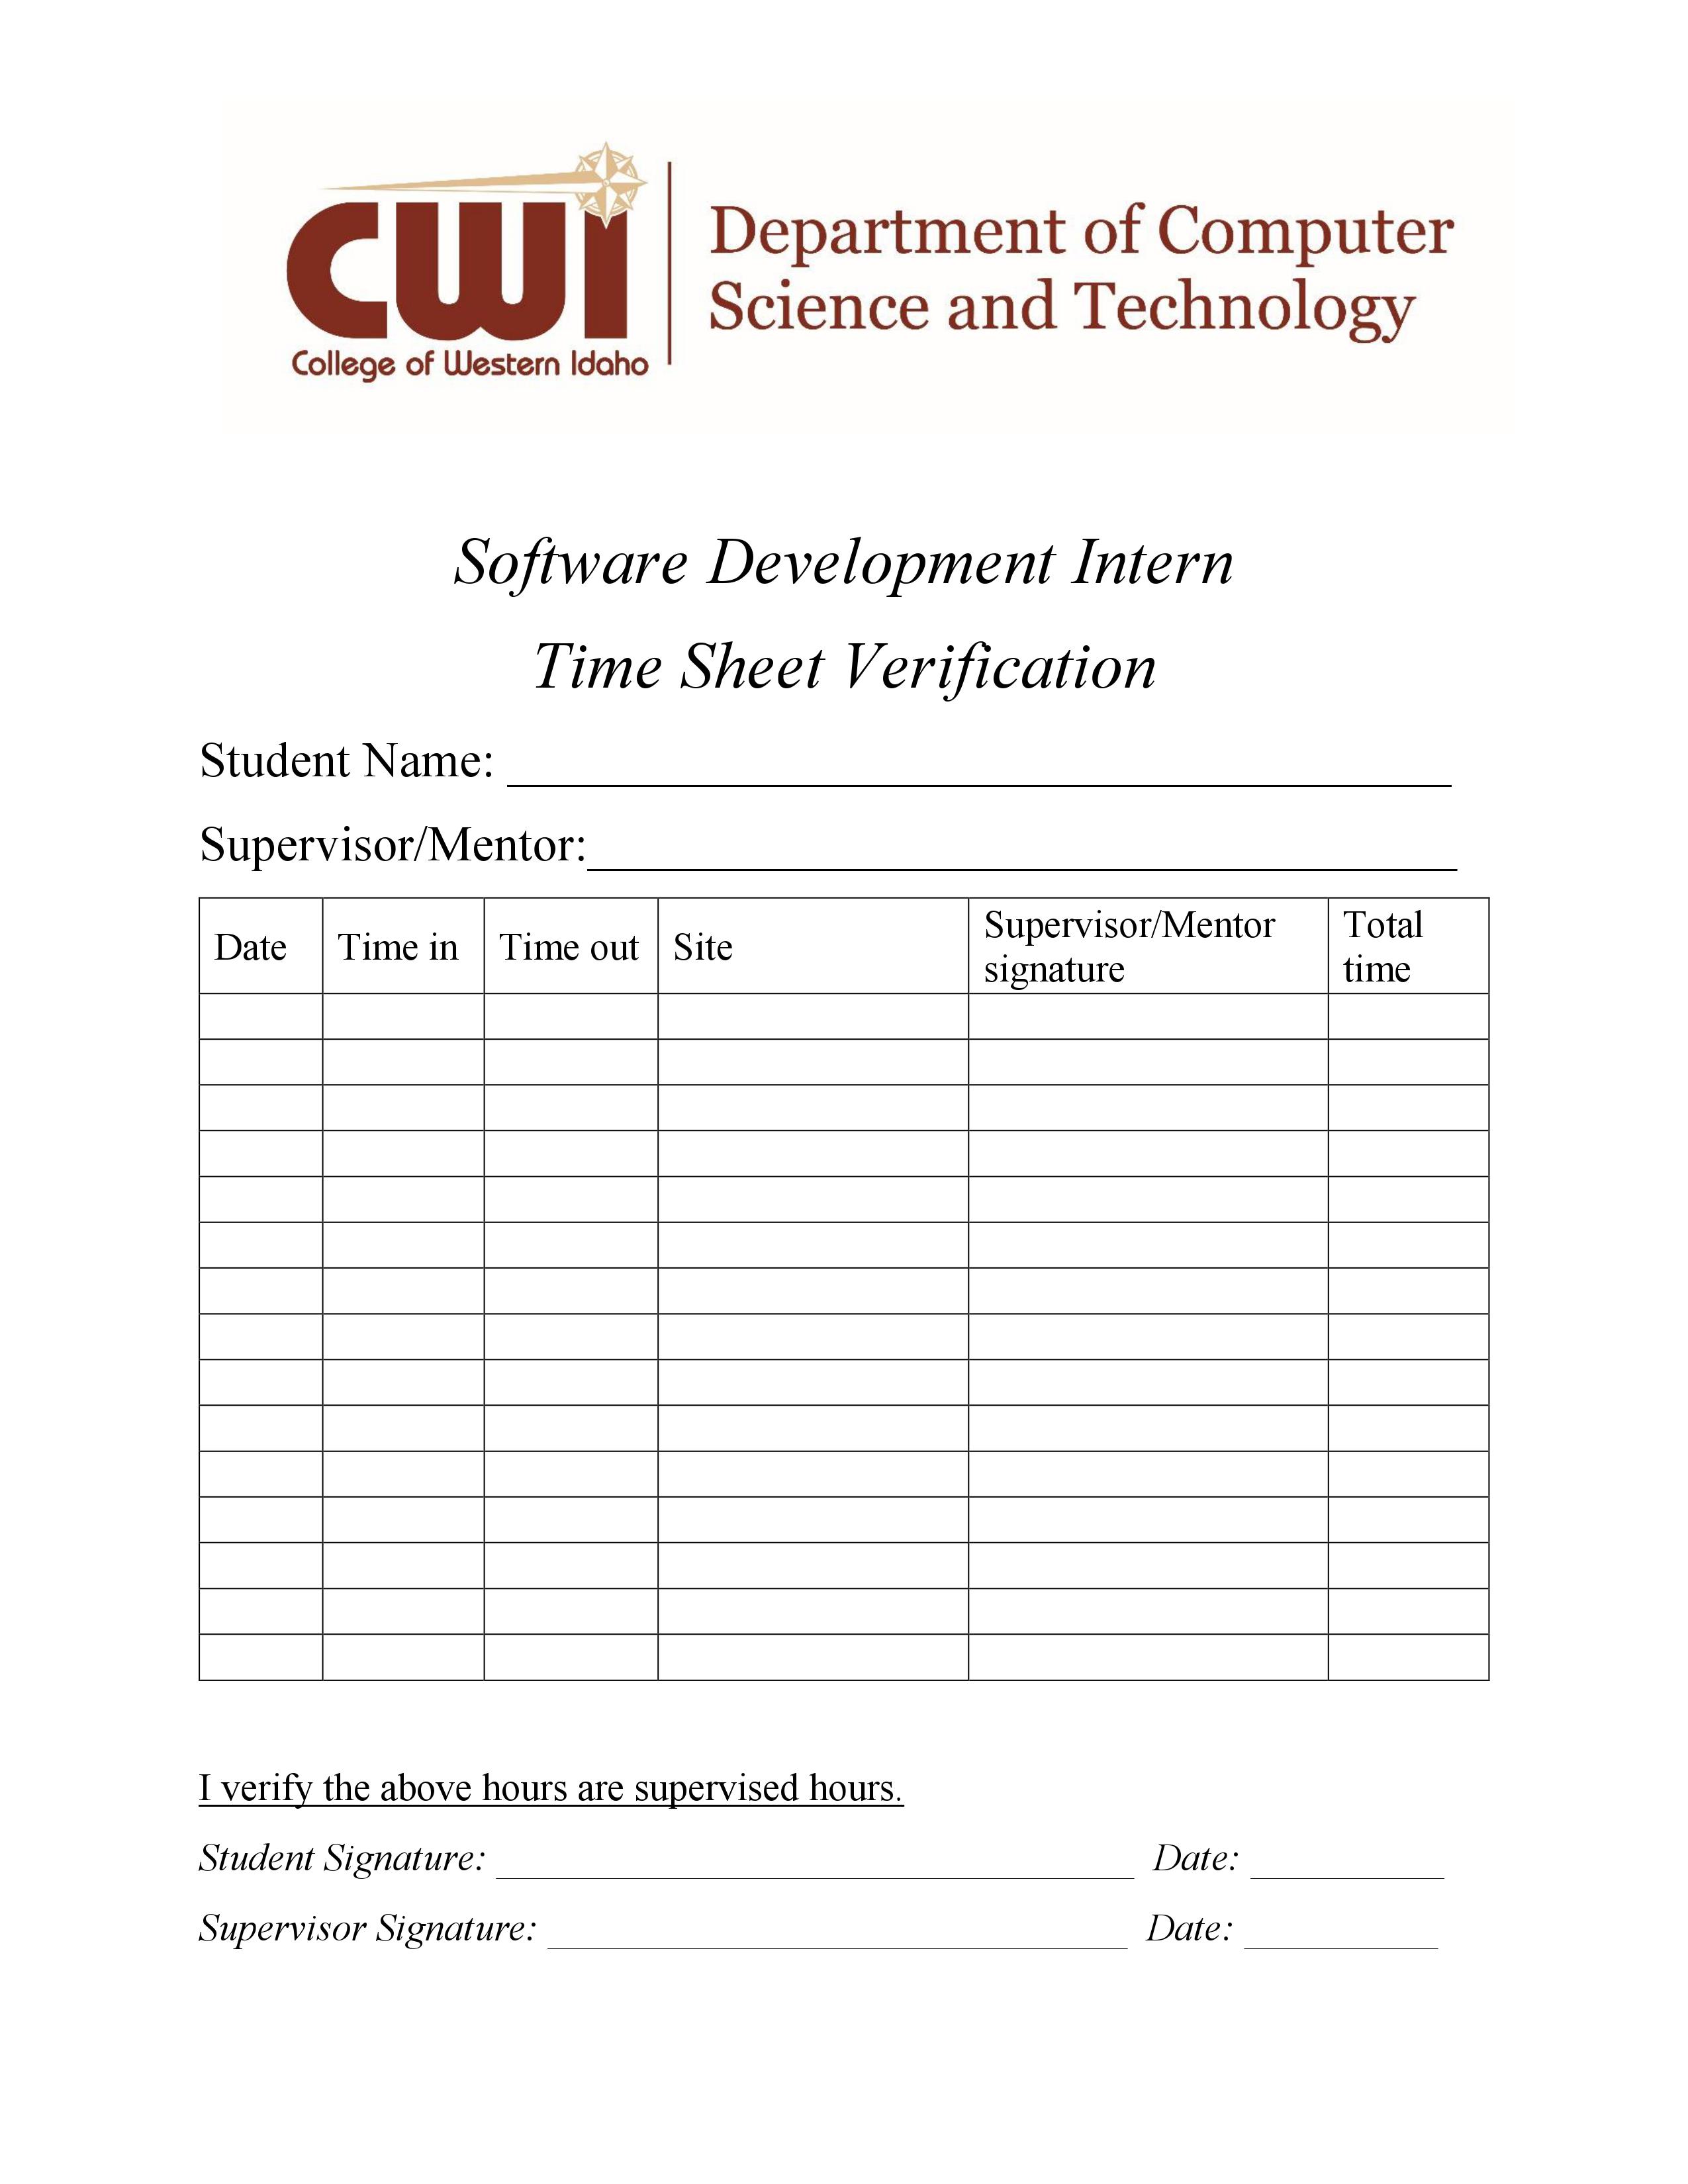 CWI
College of Western Idaho
Department of Computer
Science and Technology
Software Development Intern
Time Sheet Verification
Student Name:
Supervisor/Mentor:
Date Time in Time out Site Supervisor/Mentor signature Total time
I verify the above hours are supervised hours.
Student Signature: Date:
Supervisor Signature: Date: